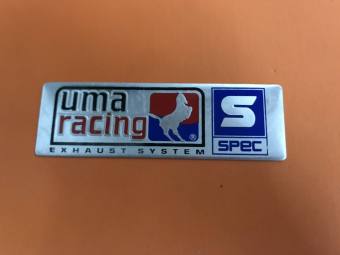 uma
racing
®
EXHAUST SYSTEM
S
SPEC